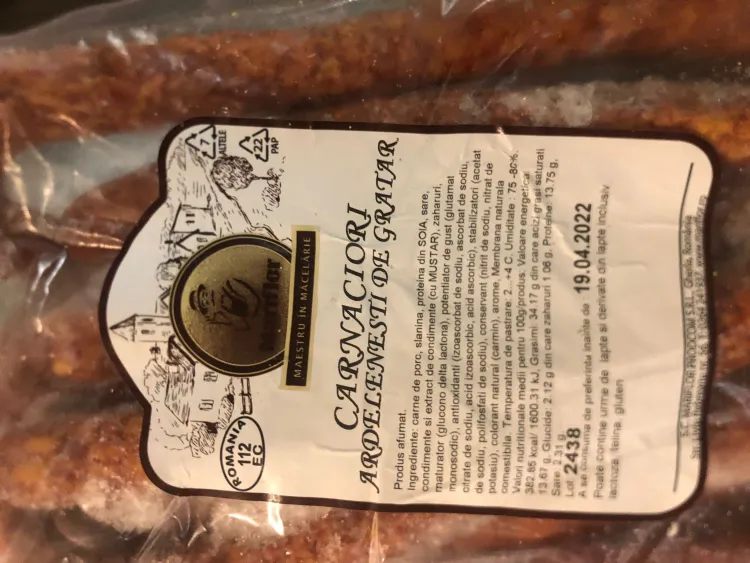 7
ALTELE
22
PAP
MAESTRU ÎN MĂCELĂRIE
ROMANIA
112
EC
CARNACIORI
ARDELENESTI DE GRATAR
Produs afumat.
Ingrediente: carne de porc, slanina, proteina din SOIA, sare,
condimente si extract de condimente (cu MUSTAR), zaharuri,
maturator (glucono delta lactona), potentiator de gust (glutamat
monosodic), antioxidanti (izoascorbat de sodiu, ascorbat de sodiu,
citrate de sodiu, acid izoascorbic, acid ascorbic), stabilizatori (acetat
de sodiu, polifosfati de sodiu), conservant (nitrit de sodiu, nitrat de
potasiu), colorant natural (carmin), arome, Membrana naturala
comestibila. Temperatura de pastrare: 2...+4 C. Umiditate : 75 -80%.
Valori nutritionale medii pentru 100g produs. Valoare energetica:
382.85 kcal/ 1600.31 kJ, Grasimi: 34.17 g din care acizi grasi saturati
13.67 g, Glucide: 2.12 g din care zaharuri 1.06 g, Proteine: 13.75 g,
Sare: 2.31 g
Lot: 2438
A se consuma de preferinta inainte de : 19.04.2022
Poate contine urme de lapte si derivate din lapte inclusiv
lactoza, telina, gluten